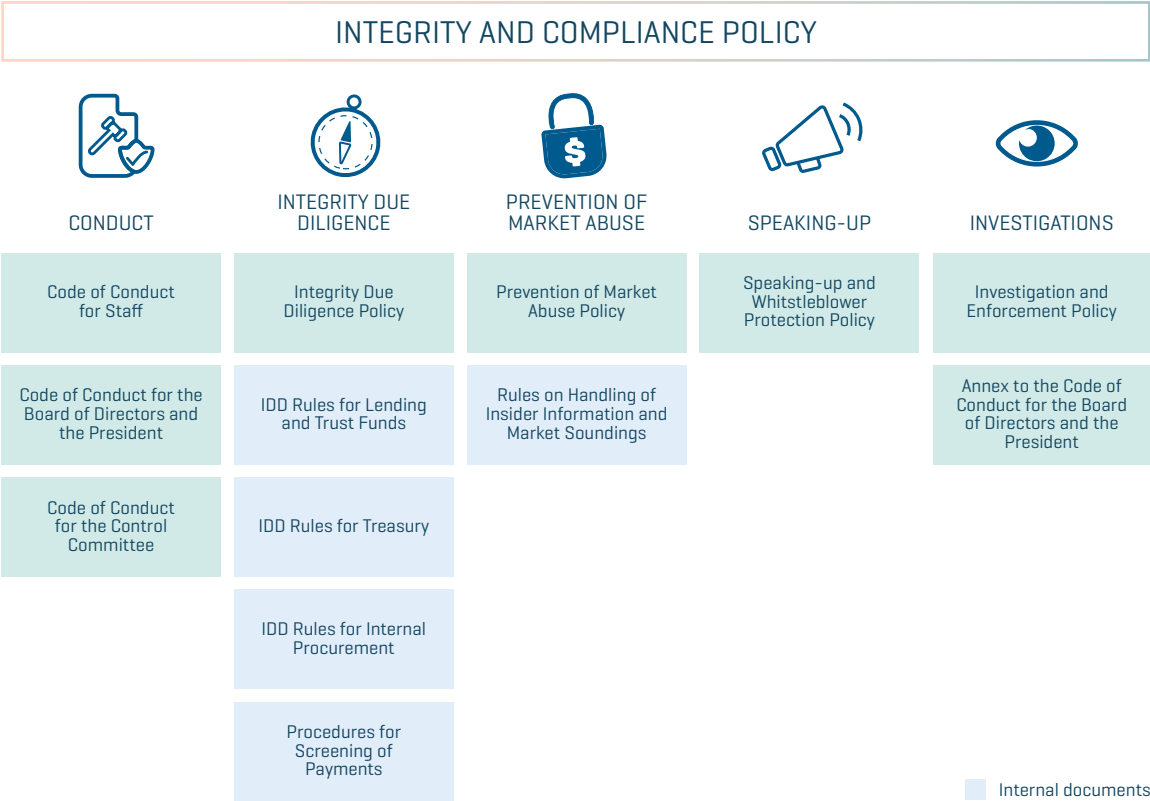 INTEGRITY AND COMPLIANCE POLICY
$
CONDUCT
INTEGRITY DUE
DILIGENCE
PREVENTION OF
MARKET ABUSE
SPEAKING-UP
INVESTIGATIONS
Code of Conduct
for Staff
Integrity Due
Diligence Policy
Prevention of Market
Abuse Policy
Speaking-up and
Whitstleblower
Protection Policy
Investigation and
Enforcement Policy
Code of Conduct for the
Board of Directors and
the President
IDD Rules for Lending
and Trust Funds
Rules on Handling of
Insider Information and
Market Soundings
Annex to the Code of
Conduct for the Board
of Directors and the
President
Code of Conduct
for the Control
Committee
IDD Rules for Treasury
IDD Rules for Internal
Procurement
Procedures for
Screening of
Payments
Internal documents